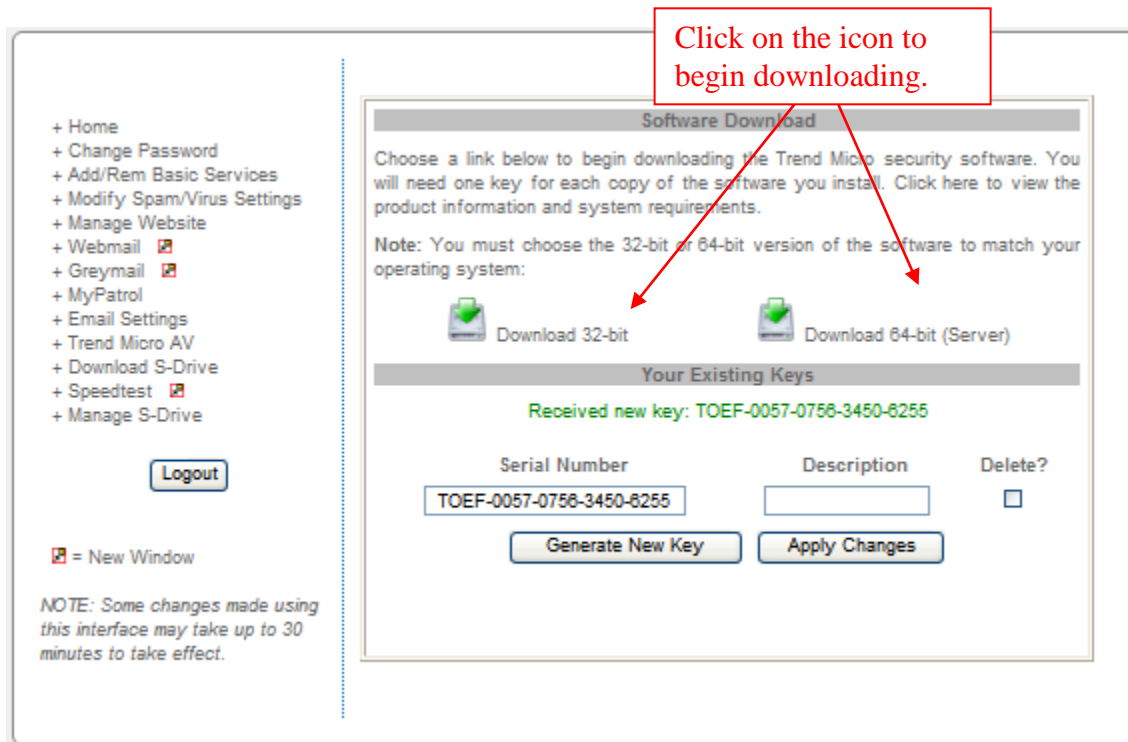 Click on the icon to
begin downloading.
+ Home
+ Change Password
+ Add/Rem Basic Services
+ Modify Spam/Virus Settings
+ Manage Website
+ Webmail
+ Greymail
+ MyPatrol
+ Email Settings
+ Trend Micro AV
+ Download S-Drive
+ Speedtest
+ Manage S-Drive
Logout
= New Window
NOTE: Some changes made using
this interface may take up to 30
minutes to take effect.
Software Download
Choose a link below to begin downloading the Trend Micro security software. You
will need one key for each copy of the software you install. Click here to view the
product information and system requirements.
Note: You must choose the 32-bit or 64-bit version of the software to match your
operating system:
Download 32-bit
Download 64-bit (Server)
Your Existing Keys
Received new key: TOEF-0057-0756-3450-6255
Serial Number Description Delete?
TOEF-0057-0756-3450-6255
Generate New Key Apply Changes